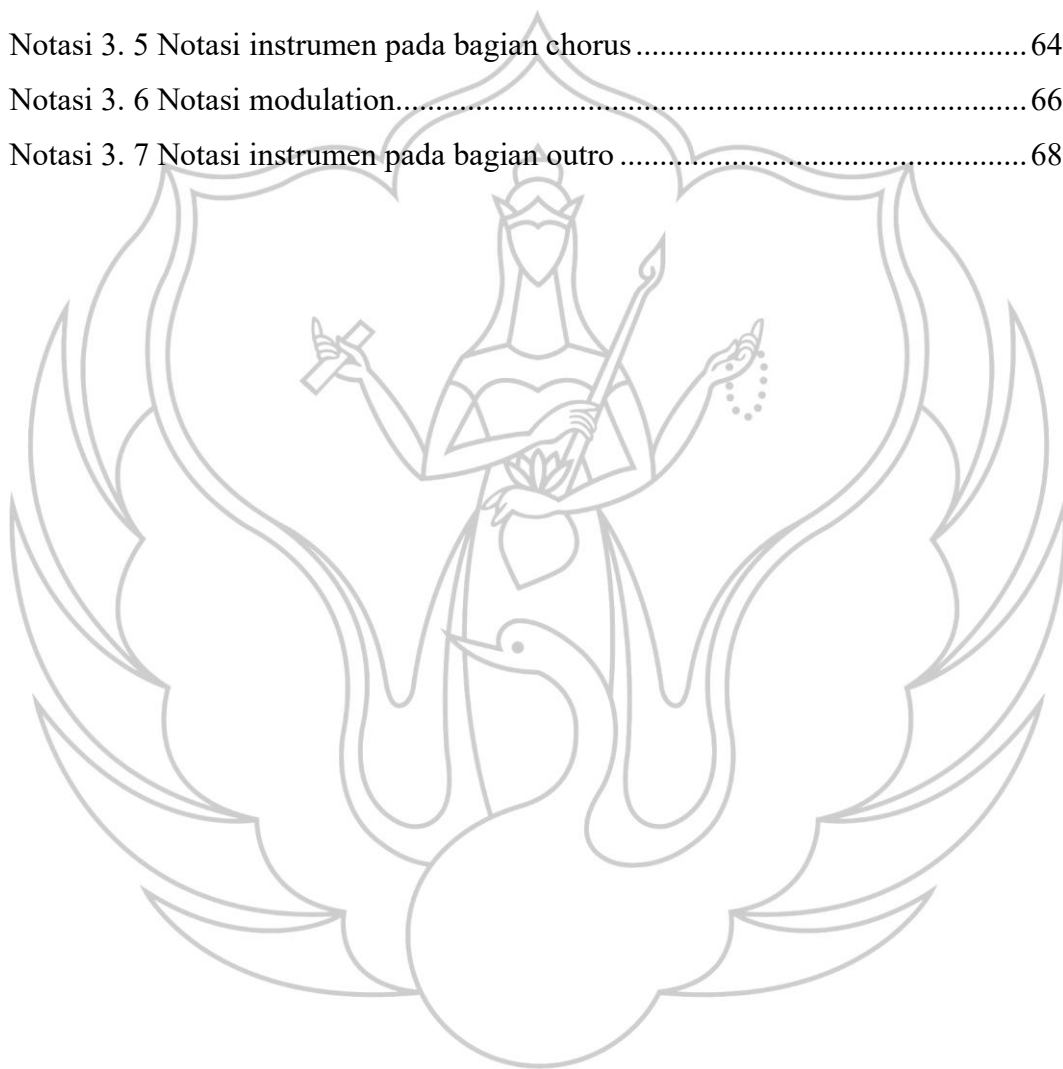 Notasi 3. 5 Notasi instrumen pada bagian chorus ................................................. 64
Notasi 3. 6 Notasi modulation............................................................................... 66
Notasi 3. 7 Notasi instrumen pada bagian outro ................................................... 68